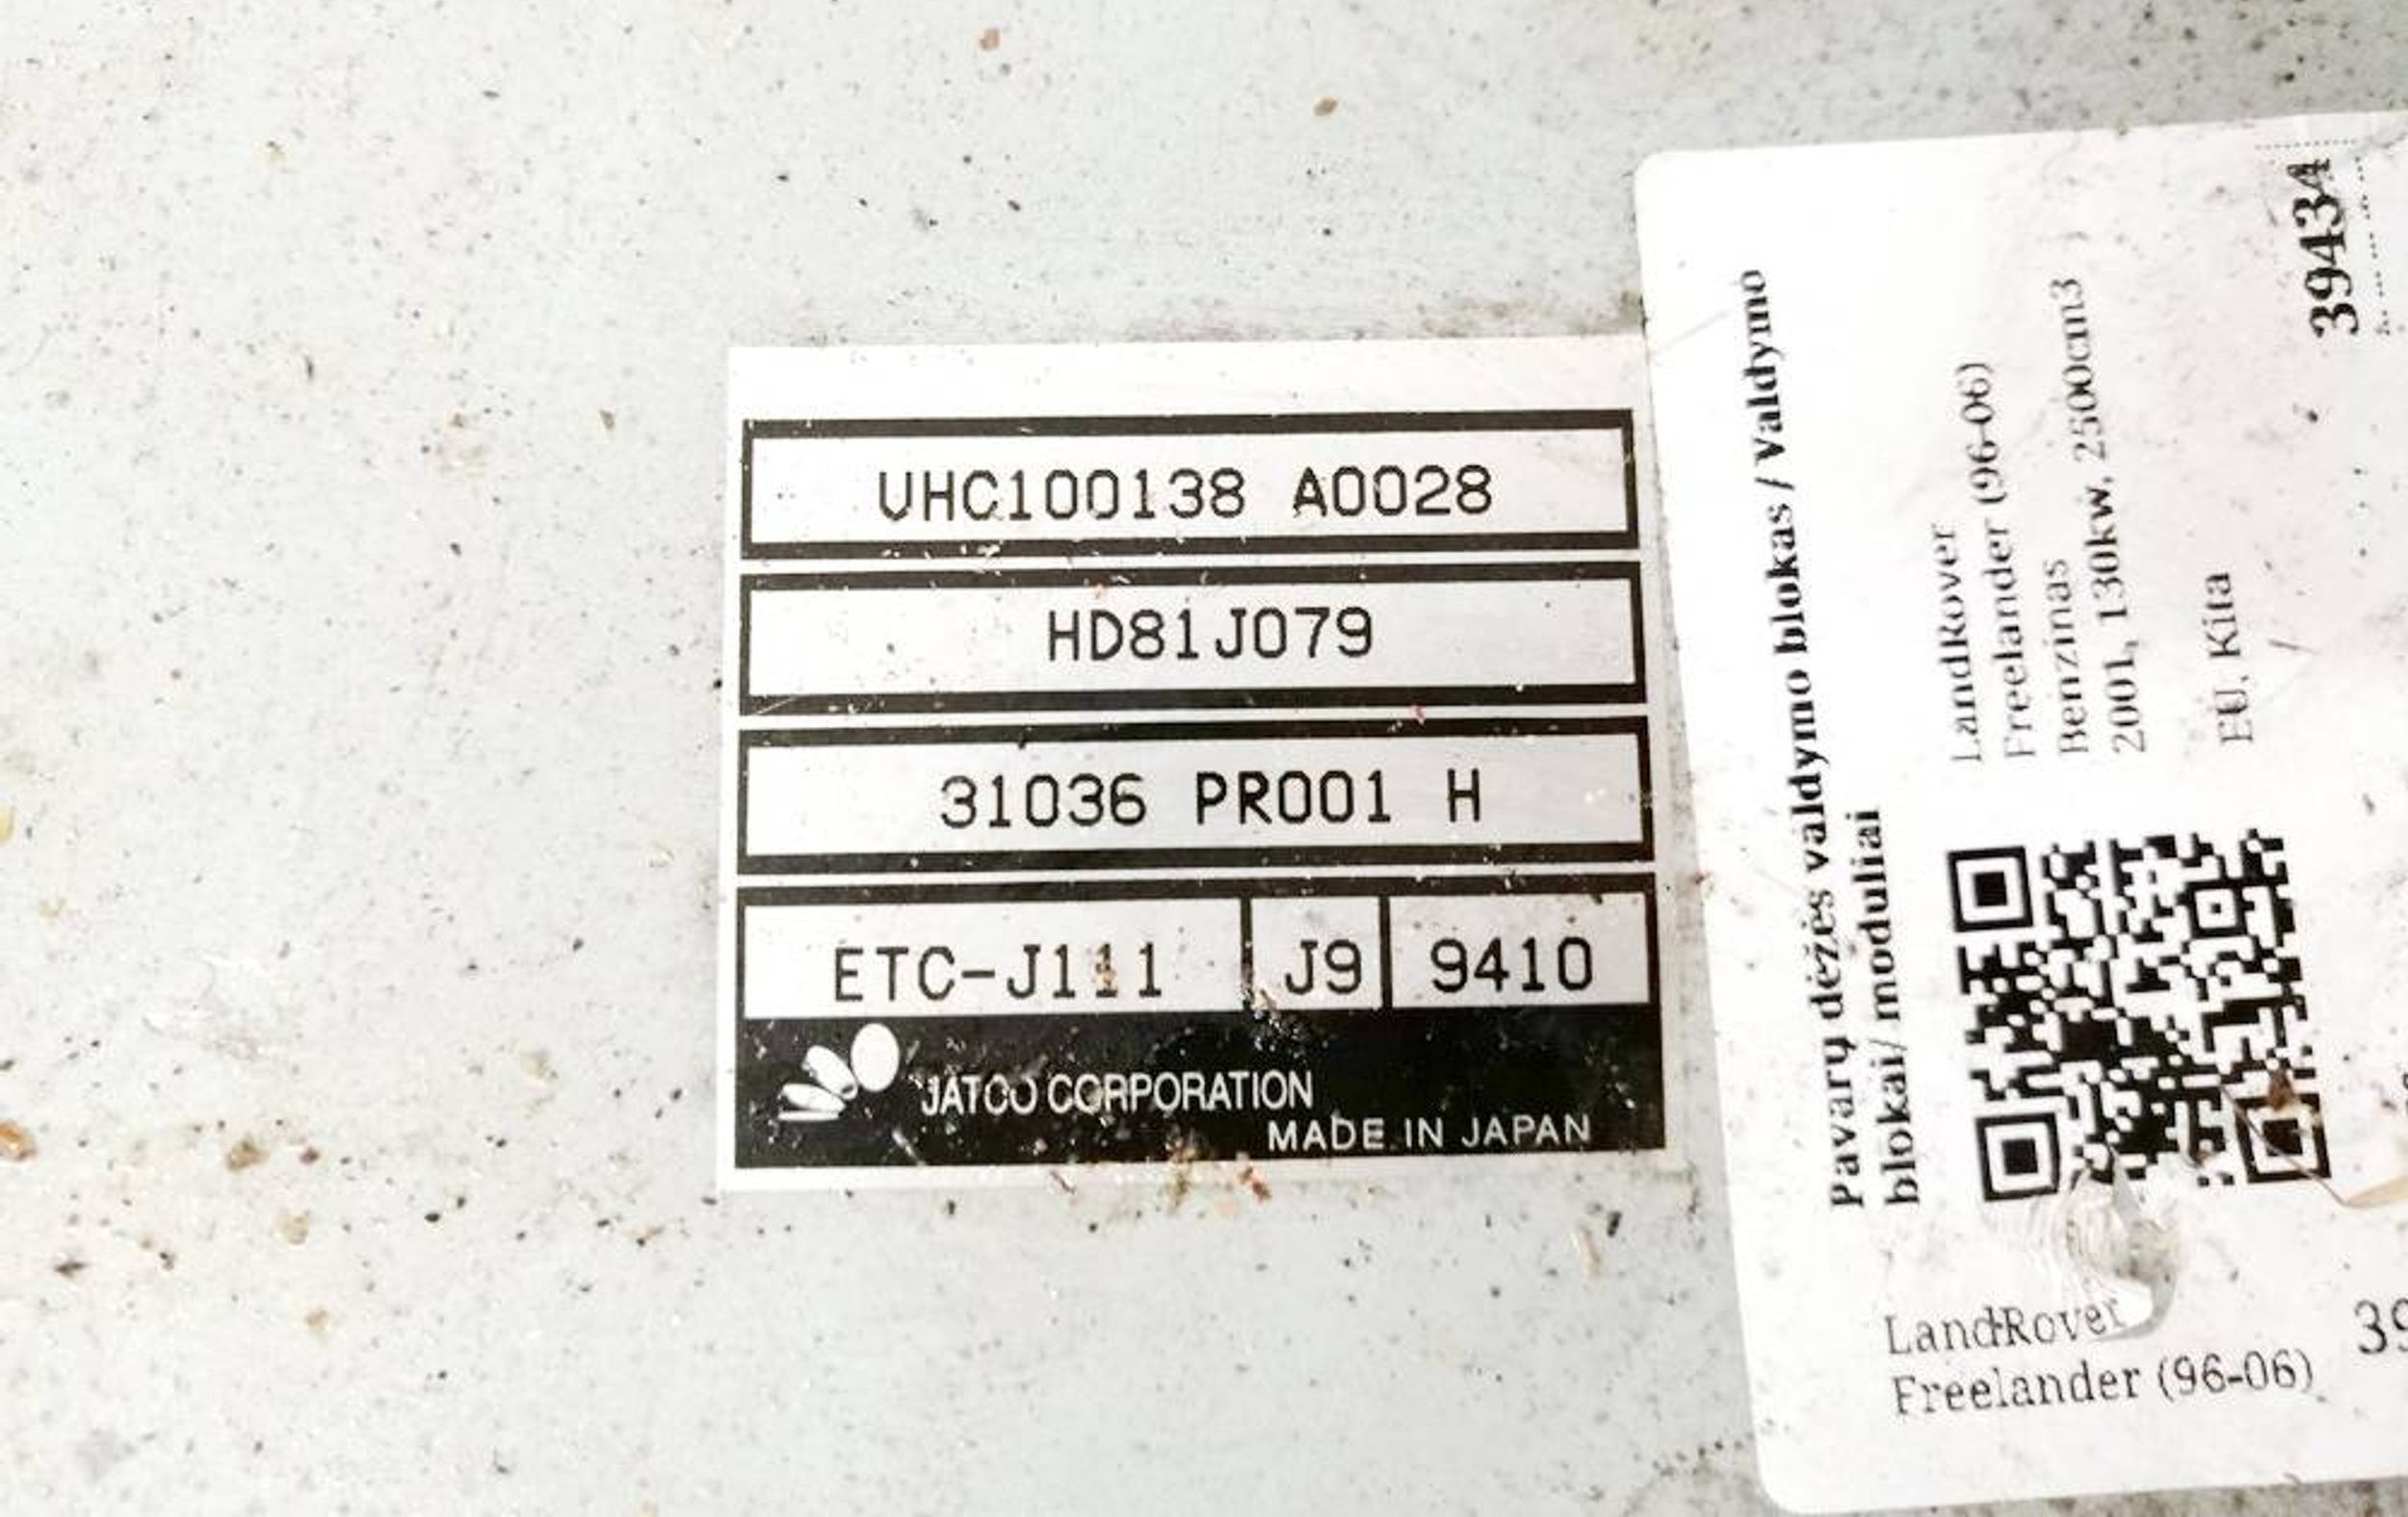 UHC100138 A0028
HD81J079
31036 PR001 H
ETC-J111 J9 9410
JATCO CORPORATION
MADE IN JAPAN
Pavarų dėžės valdymo blokas / Valdymo
blokai/ moduliai
LandRover
Freelander (96-06)
Benzinas
2001, 130kw, 2500cm3
EU, Kita
39434
LandRover
Freelander (96-06)